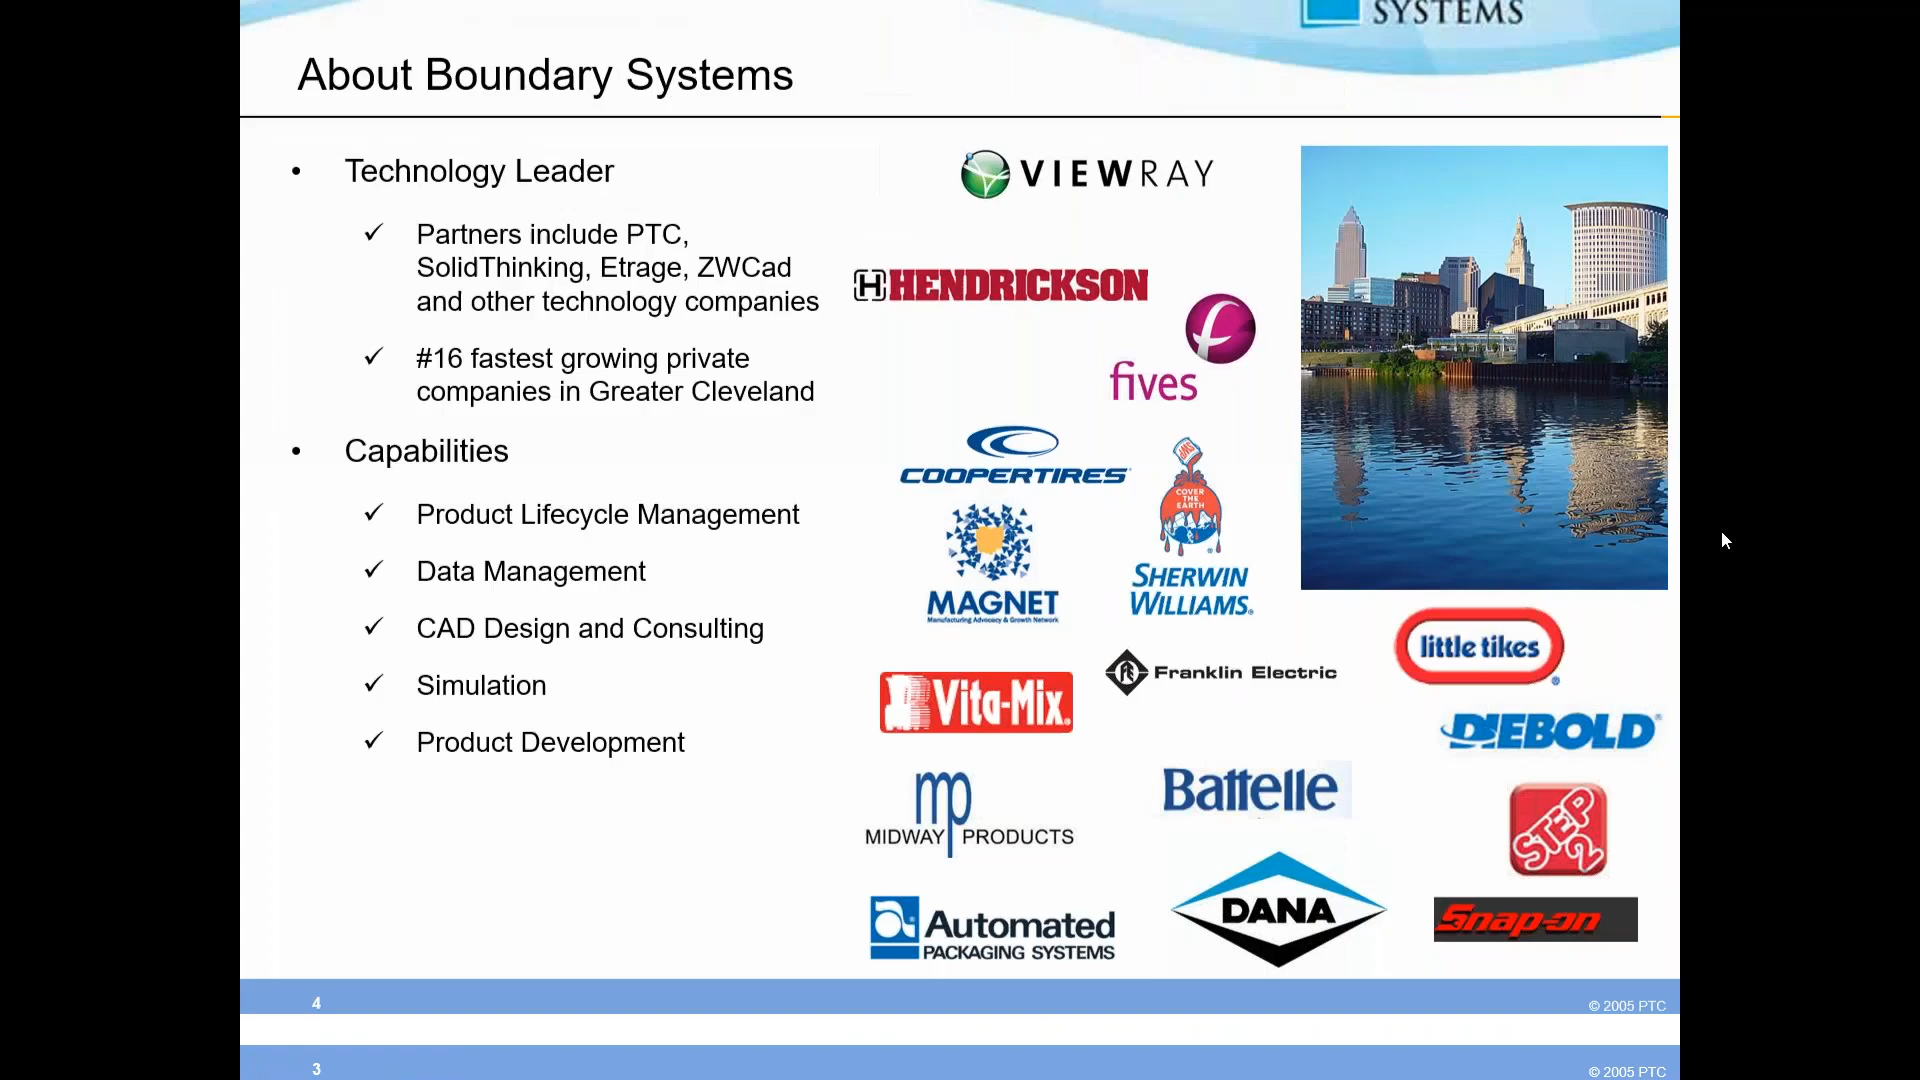 SYSTEMS
About Boundary Systems
• Technology Leader
✓ Partners include PTC,
SolidThinking, Etrage, ZWCad
and other technology companies
✓ #16 fastest growing private
companies in Greater Cleveland
• Capabilities
✓ Product Lifecycle Management
✓ Data Management
✓ CAD Design and Consulting
✓ Simulation
✓ Product Development
VIEWRAY
H HENDRICKSON
f
fives
COOPERTIRES
SWP
COVER
THE
EARTH
®
SHERWIN
WILLIAMS®
MAGNET
Manufacturing Advocacy & Growth Network
little tikes
®
Franklin Electric
Vita-Mix®
DIEBOLD®
Battelle
mp
MIDWAY PRODUCTS
STEP
2
DANA
a®
Automated
PACKAGING SYSTEMS
Snap-on
4
© 2005 PTC
3
© 2005 PTC